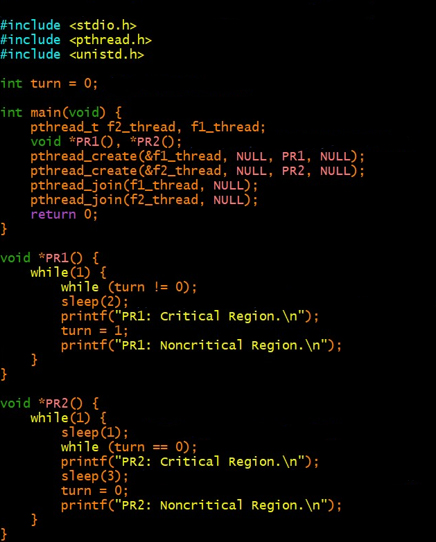 #include <stdio.h>
#include <pthread.h>
#include <unistd.h>

int turn = 0;

int main(void) {
    pthread_t f2_thread, f1_thread;
    void *PR1(), *PR2();
    pthread_create(&f1_thread, NULL, PR1, NULL);
    pthread_create(&f2_thread, NULL, PR2, NULL);
    pthread_join(f1_thread, NULL);
    pthread_join(f2_thread, NULL);
    return 0;
}

void *PR1() {
    while(1) {
        while (turn != 0);
        sleep(2);
        printf("PR1: Critical Region.\n");
        turn = 1;
        printf("PR1: Noncritical Region.\n");
    }
}

void *PR2() {
    while(1) {
        sleep(1);
        while (turn == 0);
        printf("PR2: Critical Region.\n");
        sleep(3);
        turn = 0;
        printf("PR2: Noncritical Region.\n");
    }
}